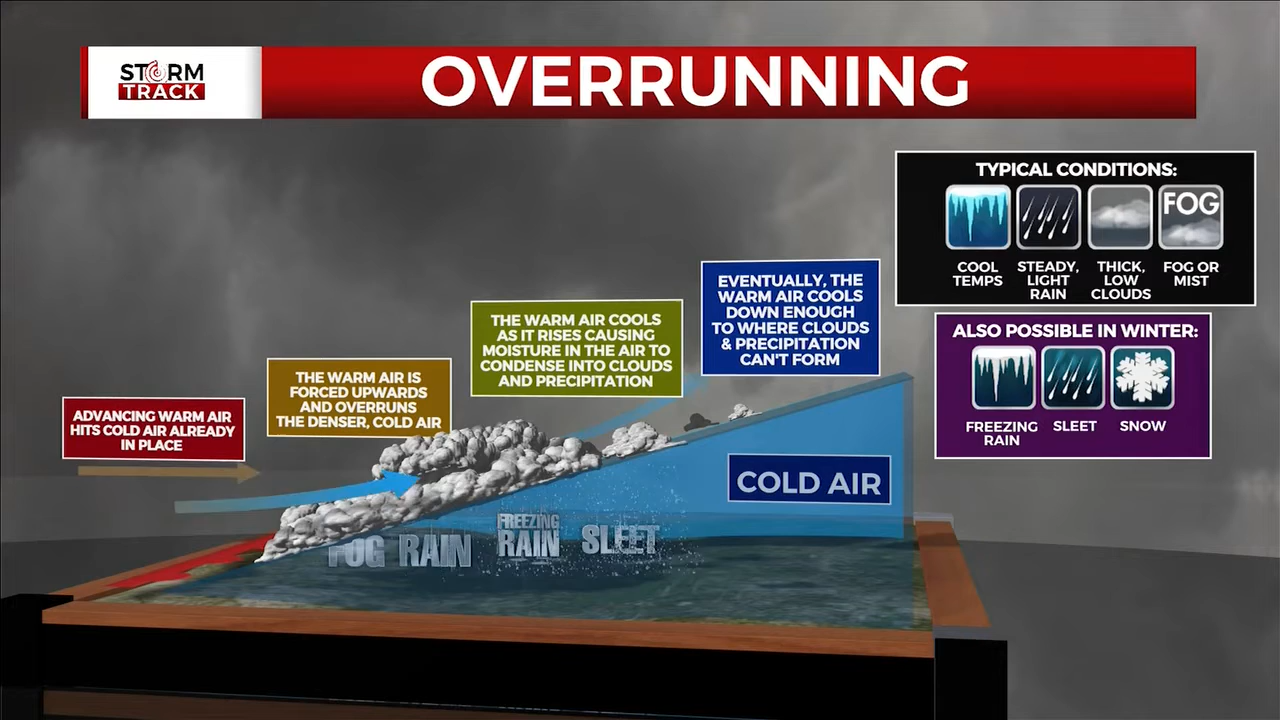 STORM
TRACK
OVERRUNNING
TYPICAL CONDITIONS:
FOG
COOL
TEMPS
STEADY,
LIGHT
RAIN
THICK,
LOW
CLOUDS
FOG OR
MIST
ALSO POSSIBLE IN WINTER:
FREEZING
RAIN
SLEET
SNOW
ADVANCING WARM AIR
HITS COLD AIR ALREADY
IN PLACE
THE WARM AIR IS
FORCED UPWARDS
AND OVERRUNS
THE DENSER, COLD AIR
THE WARM AIR COOLS
AS IT RISES CAUSING
MOISTURE IN THE AIR TO
CONDENSE INTO CLOUDS
AND PRECIPITATION
EVENTUALLY, THE
WARM AIR COOLS
DOWN ENOUGH
TO WHERE CLOUDS
& PRECIPITATION
CAN'T FORM
COLD AIR
FOG
RAIN
FREEZING
RAIN
SLEET